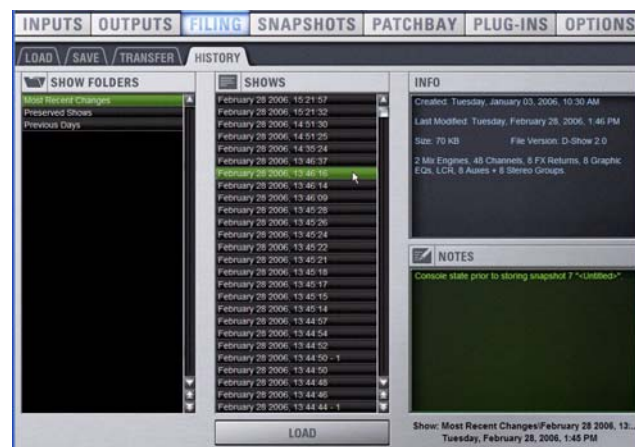 INPUTS OUTPUTS FILING SNAPSHOTS PATCHBAY PLUG-INS OPTIONS
LOAD SAVE TRANSFER HISTORY
SHOW FOLDERS
Most Recent Changes
Preserved Shows
Previous Days
SHOWS
February 28 2006, 15:21:57
February 28 2006, 15:21:32
February 28 2006, 14:51:30
February 28 2006, 14:51:25
February 28 2006, 14:35:24
February 28 2006, 13:46:37
February 28 2006, 13:46:16
February 28 2006, 13:46:14
February 28 2006, 13:46:09
February 28 2006, 13:45:28
February 28 2006, 13:45:26
February 28 2006, 13:45:24
February 28 2006, 13:45:22
February 28 2006, 13:45:21
February 28 2006, 13:45:18
February 28 2006, 13:45:17
February 28 2006, 13:45:15
February 28 2006, 13:45:14
February 28 2006, 13:44:57
February 28 2006, 13:44:54
February 28 2006, 13:44:52
February 28 2006, 13:44:50 - 1
February 28 2006, 13:44:50
February 28 2006, 13:44:48
February 28 2006, 13:44:46
February 28 2006, 13:44:44 - 1
LOAD
INFO
Created: Tuesday, January 03, 2006, 10:30 AM
Last Modified: Tuesday, February 28, 2006, 1:46 PM
Size: 70 KB File Version: D-Show 2.0
2 Mix Engines, 48 Channels, 8 FX Returns, 8 Graphic
EQs, LCR, 8 Auxes + 8 Stereo Groups.
NOTES
Console state prior to storing snapshot 7 "<Untitled>".
Show: Most Recent Changes\February 28 2006, 13:...
Tuesday, February 28, 2006, 1:45 PM